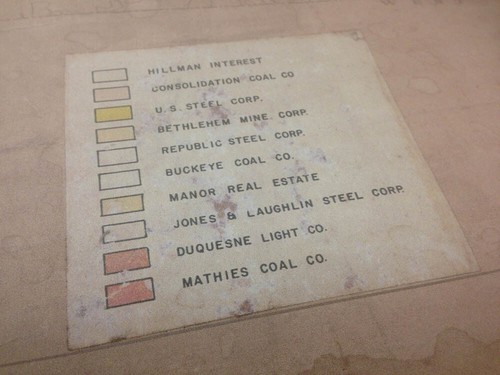 HILLMAN INTEREST
CONSOLIDATION COAL CO
U.S. STEEL CORP.
BETHLEHEM MINE. CORP.
REPUBLIC STEEL CORP.
BUCKEYE COAL CO.
MANOR REAL ESTATE
JONES & LAUGHLIN STEEL CORP.
DUQUESNE LIGHT CO.
MATHIES COAL CO.